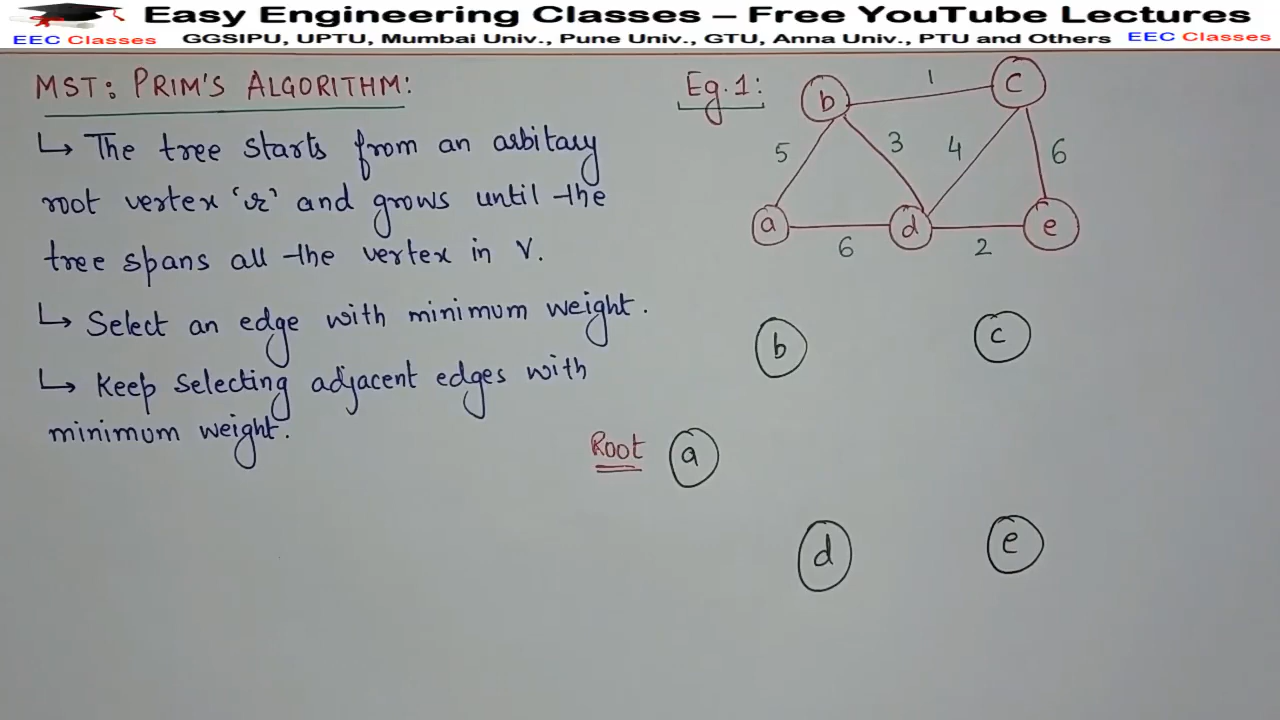 Easy Engineering Classes – Free YouTube Lectures
EEC Classes GGSIPU, UPTU, Mumbai Univ., Pune Univ., GTU, Anna Univ., PTU and Others EEC Classes
MST: PRIM'S ALGORITHM:
↳ The tree starts from an arbitary
root vertex 'r' and grows until the
tree spans all the vertex in V.
↳ Select an edge with minimum weight.
↳ Keep selecting adjacent edges with
minimum weight.
Eg.1:
b 1 c
5 3 4 6
a d e
6 2
b c
Root a
d e